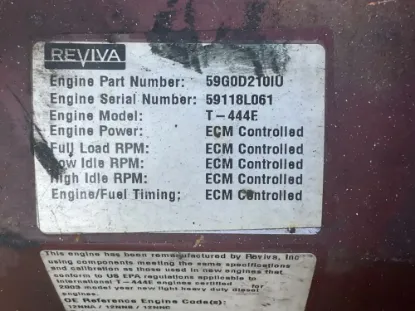 REVIVA
Engine Part Number: 59G0D210IU
Engine Serial Number: 59118L061
Engine Model: T-444E
Engine Power: ECM Controlled
Full Load RPM: ECM Controlled
Low Idle RPM: ECM Controlled
High Idle RPM: ECM Controlled
Engine/Fuel Timing: ECM Controlled
This engine has been remanufactured by Reviva, Inc
using components meeting the same specifications
and calibration as those used in new engines that
conform to US EPA regulations applicable to
International T-444E engines certified for
2003 model year new light heavy duty diesel
engines.
OE Reference Engine Code(s):